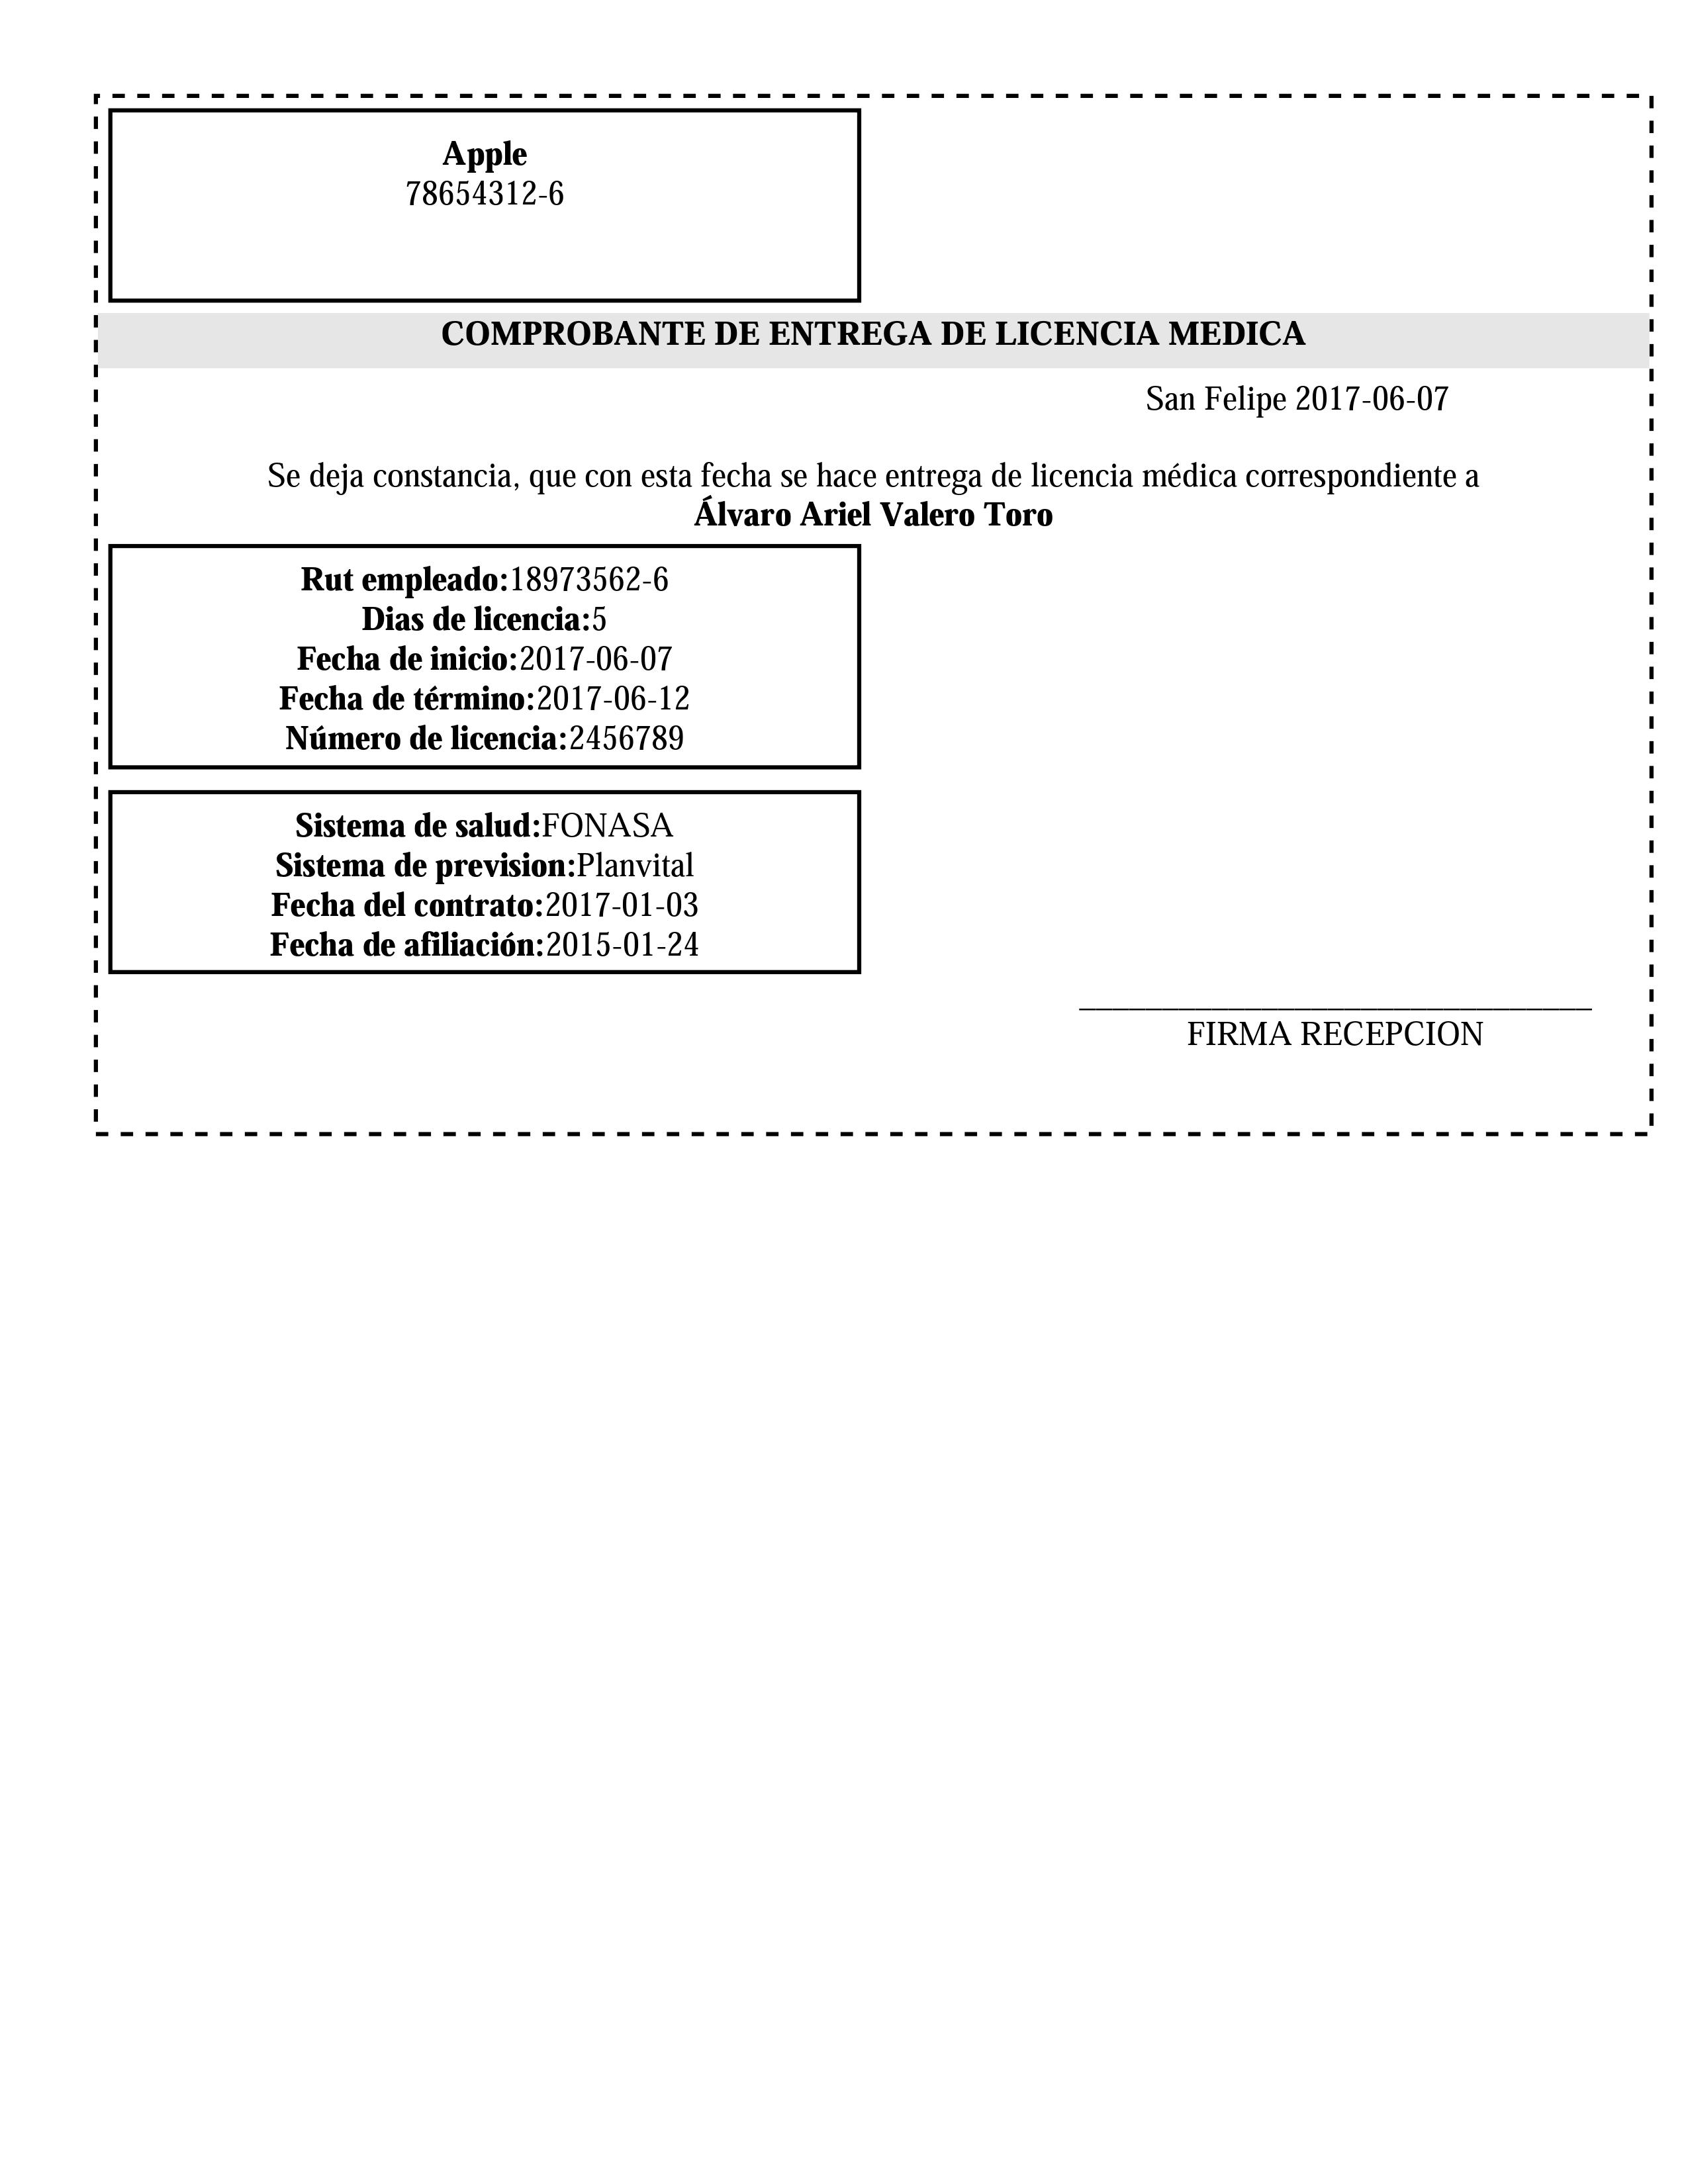 Apple
78654312-6
COMPROBANTE DE ENTREGA DE LICENCIA MEDICA
San Felipe 2017-06-07
Se deja constancia, que con esta fecha se hace entrega de licencia médica correspondiente a
Álvaro Ariel Valero Toro
Rut empleado:18973562-6
Dias de licencia:5
Fecha de inicio:2017-06-07
Fecha de término:2017-06-12
Número de licencia:2456789
Sistema de salud:FONASA
Sistema de prevision:Planvital
Fecha del contrato:2017-01-03
Fecha de afiliación:2015-01-24
FIRMA RECEPCION